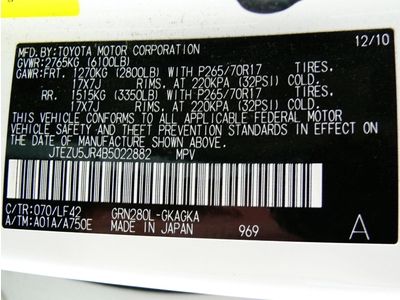 MFD.BY:TOYOTA MOTOR CORPORATION 12/10
GVWR:2765KG (6100LB)
GAWR:FRT. 1270KG (2800LB) WITH P265/70R17 TIRES.
17X7J RIMS. AT 220KPA (32PSI) COLD.
RR. 1515KG (3350LB) WITH P265/70R17 TIRES.
17X7J RIMS. AT 220KPA (32PSI) COLD.
THIS VEHICLE CONFORMS TO ALL APPLICABLE FEDERAL MOTOR
VEHICLE SAFETY STANDARDS IN EFFECT ON THE DATE OF
MANUFACTURE SHOWN ABOVE.
JTEZU5JR4B5022882 MPV
C/TR:070/LF42 GRN280L-GKAGKA
A/TM:A01A/A750E MADE IN JAPAN 969 A